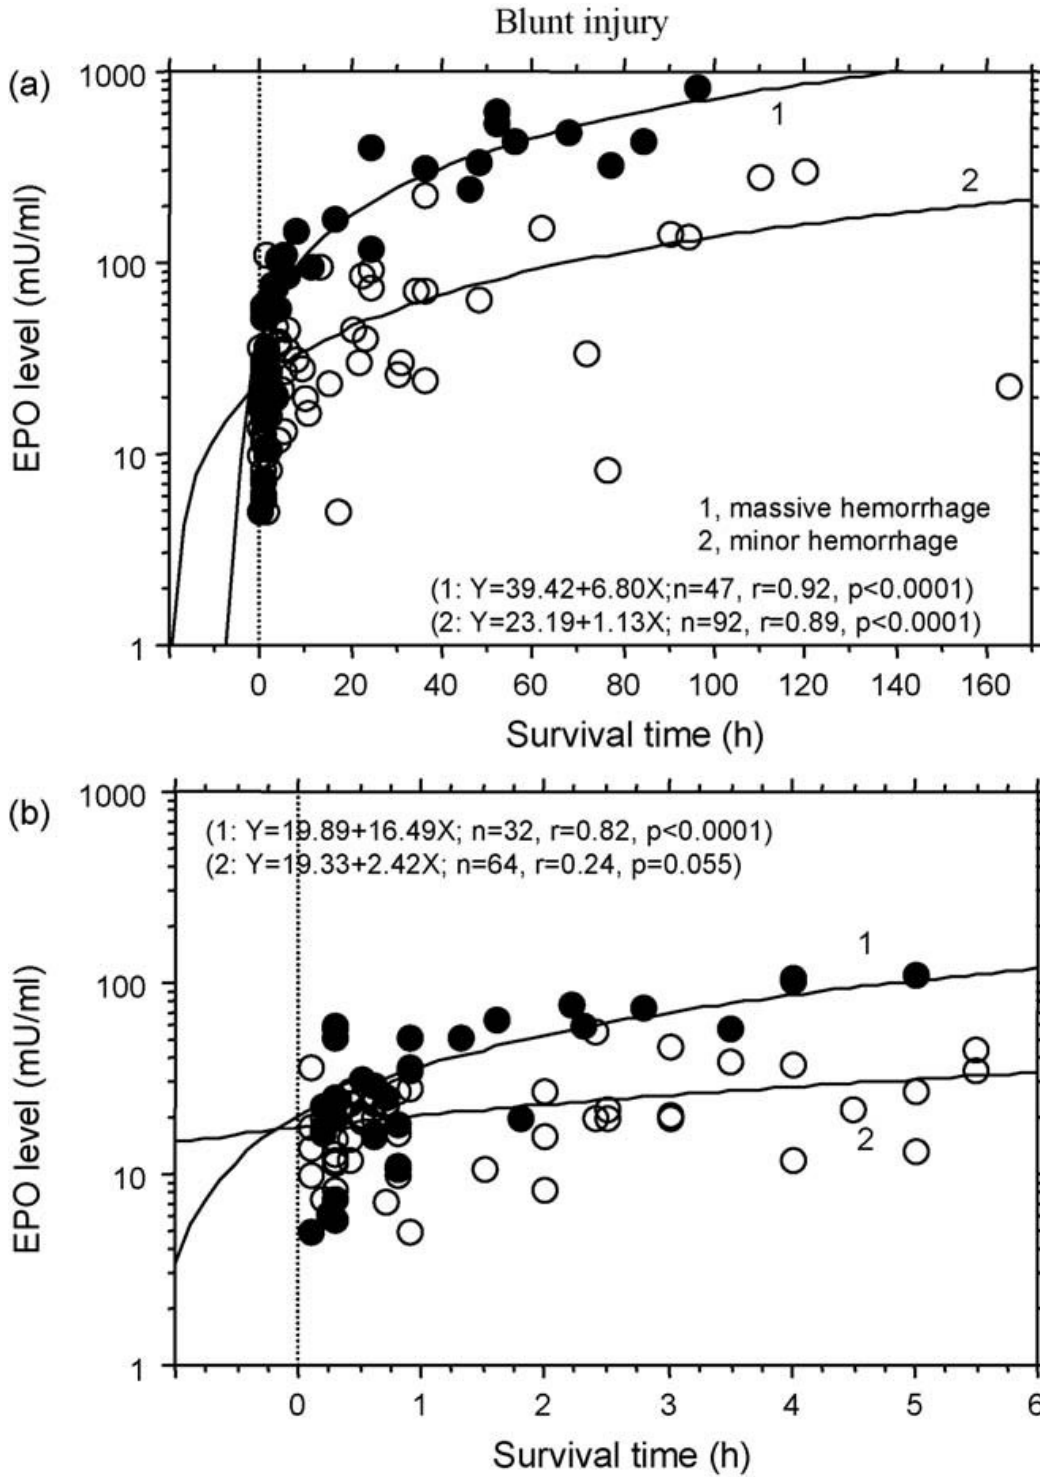 Blunt injury
(a)
1000
100
10
1
EPO level (mU/ml)
1
2
1, massive hemorrhage
2, minor hemorrhage
(1: Y=39.42+6.80X;n=47, r=0.92, p<0.0001)
(2: Y=23.19+1.13X; n=92, r=0.89, p<0.0001)
0 20 40 60 80 100 120 140 160
Survival time (h)
(b)
1000
100
10
1
EPO level (mU/ml)
(1: Y=19.89+16.49X; n=32, r=0.82, p<0.0001)
(2: Y=19.33+2.42X; n=64, r=0.24, p=0.055)
1
2
0 1 2 3 4 5 6
Survival time (h)